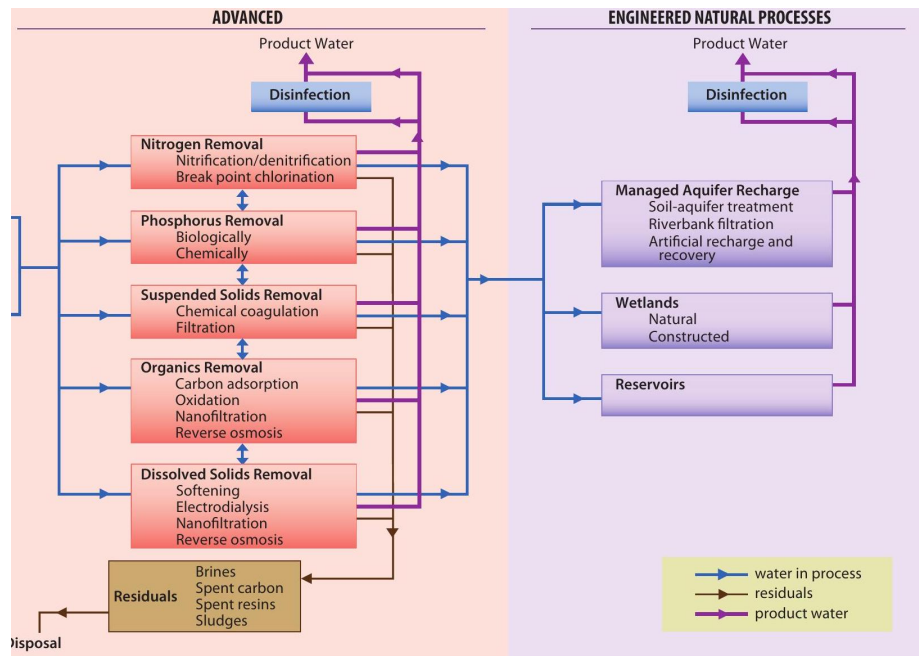 ADVANCED
Product Water
Disinfection
Nitrogen Removal
Nitrification/denitrification
Break point chlorination
Phosphorus Removal
Biologically
Chemically
Suspended Solids Removal
Chemical coagulation
Filtration
Organics Removal
Carbon adsorption
Oxidation
Nanofiltration
Reverse osmosis
Dissolved Solids Removal
Softening
Electrodialysis
Nanofiltration
Reverse osmosis
Residuals
Brines
Spent carbon
Spent resins
Sludges
Disposal
ENGINEERED NATURAL PROCESSES
Product Water
Disinfection
Managed Aquifer Recharge
Soil-aquifer treatment
Riverbank filtration
Artificial recharge and
recovery
Wetlands
Natural
Constructed
Reservoirs
water in process
residuals
product water